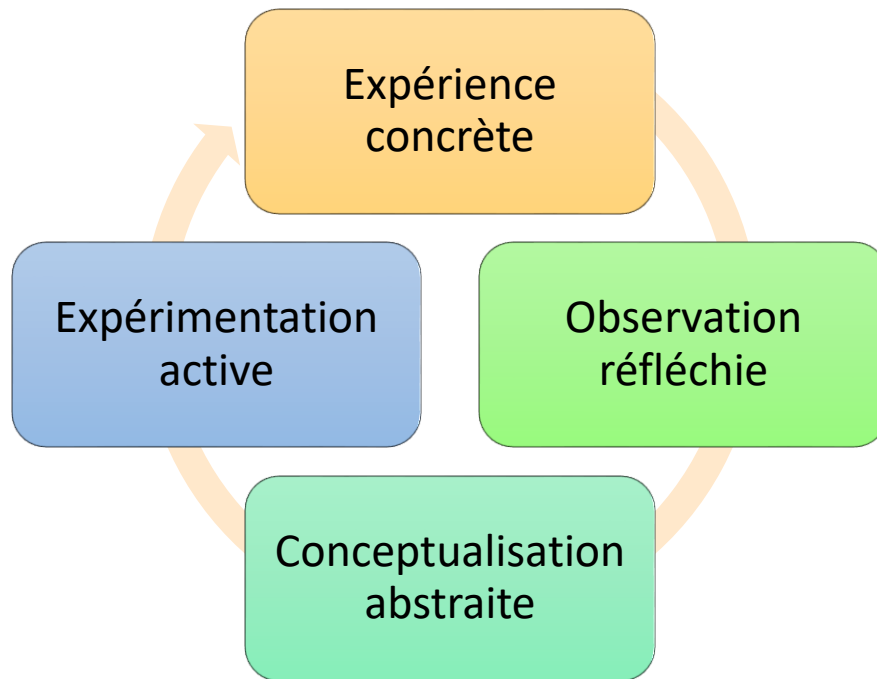 Expérience
concrète
Observation
réfléchie
Conceptualisation
abstraite
Expérimentation
active